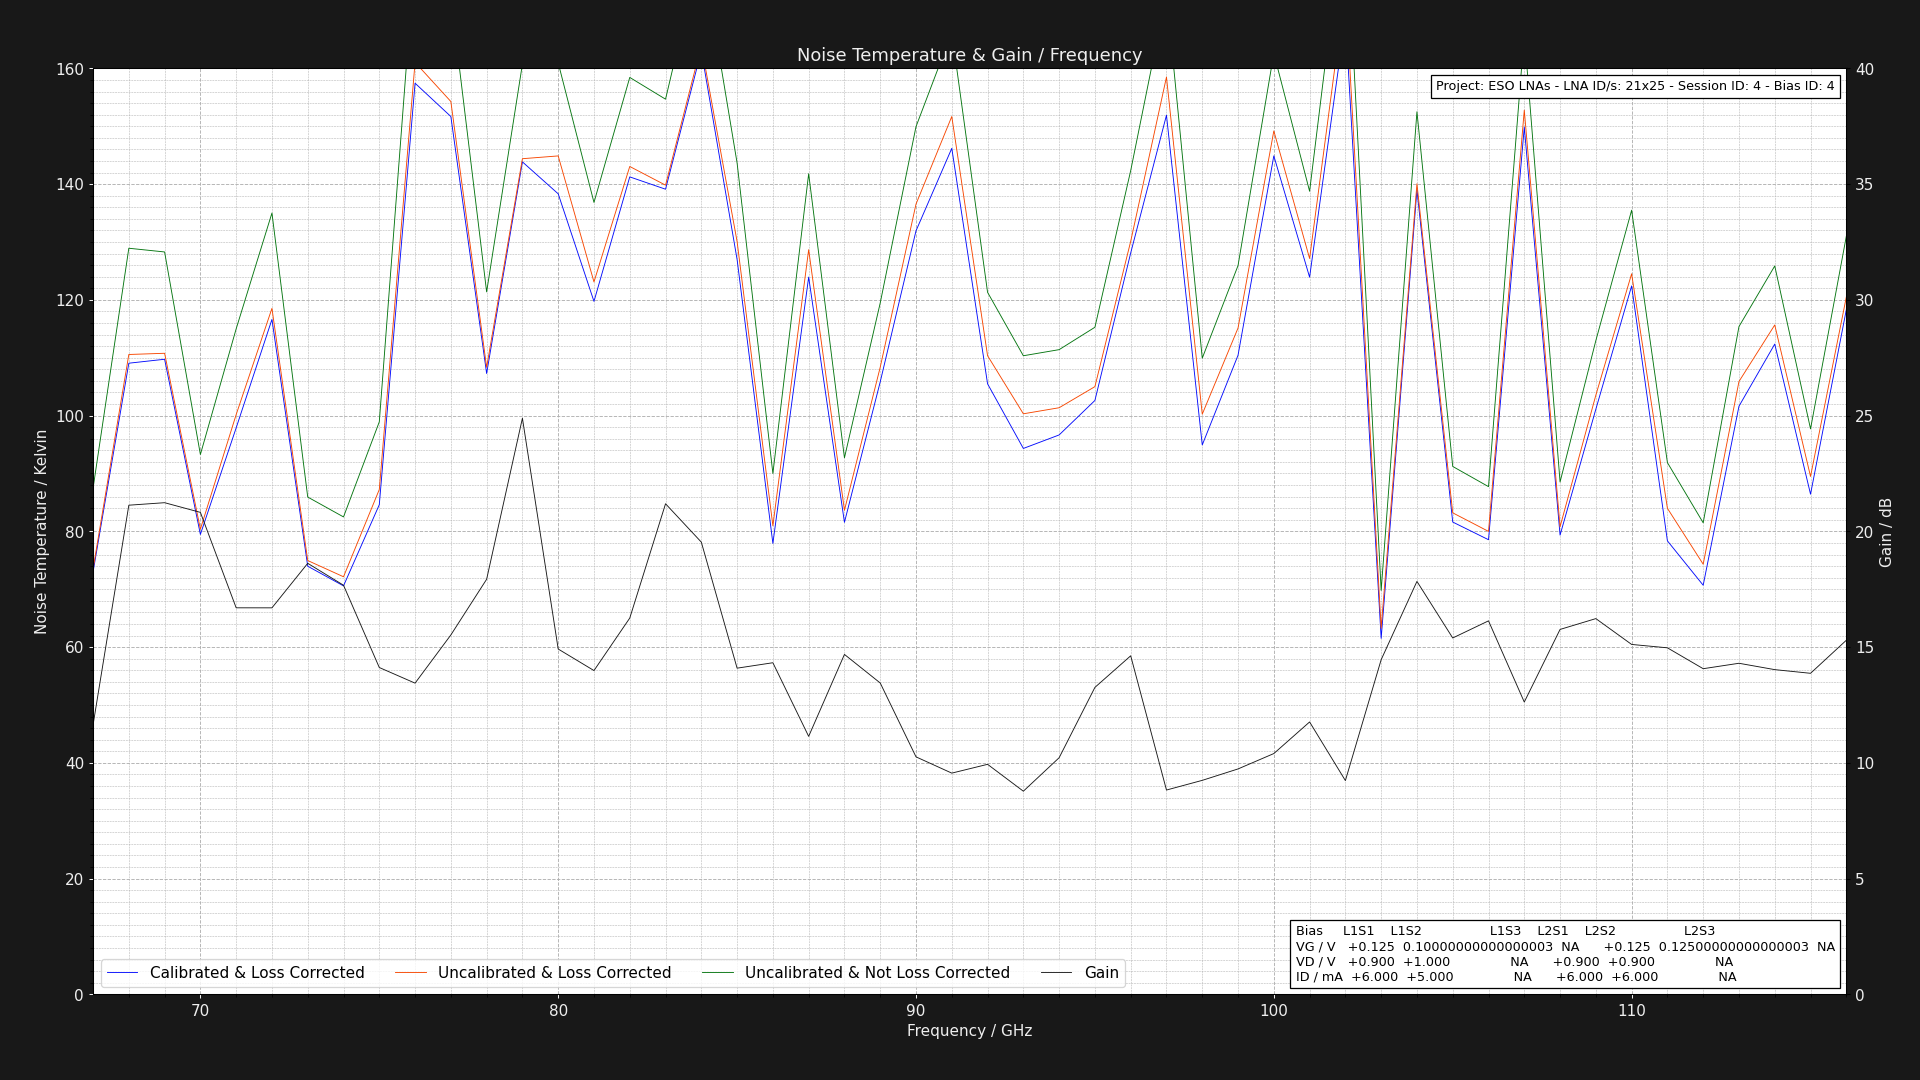 Noise Temperature & Gain / Frequency
Project: ESO LNAs - LNA ID/s: 21x25 - Session ID: 4 - Bias ID: 4
160
140
120
100
80
60
40
20
0
Noise Temperature / Kelvin
40
35
30
25
20
15
10
5
0
Gain / dB
Bias L1S1 L1S2 L1S3 L2S1 L2S2 L2S3
VG / V +0.125 0.10000000000000003 NA +0.125 0.12500000000000003 NA
VD / V +0.900 +1.000 NA +0.900 +0.900 NA
ID / mA +6.000 +5.000 NA +6.000 +6.000 NA
Calibrated & Loss Corrected Uncalibrated & Loss Corrected Uncalibrated & Not Loss Corrected Gain
70 80 90 100 110
Frequency / GHz